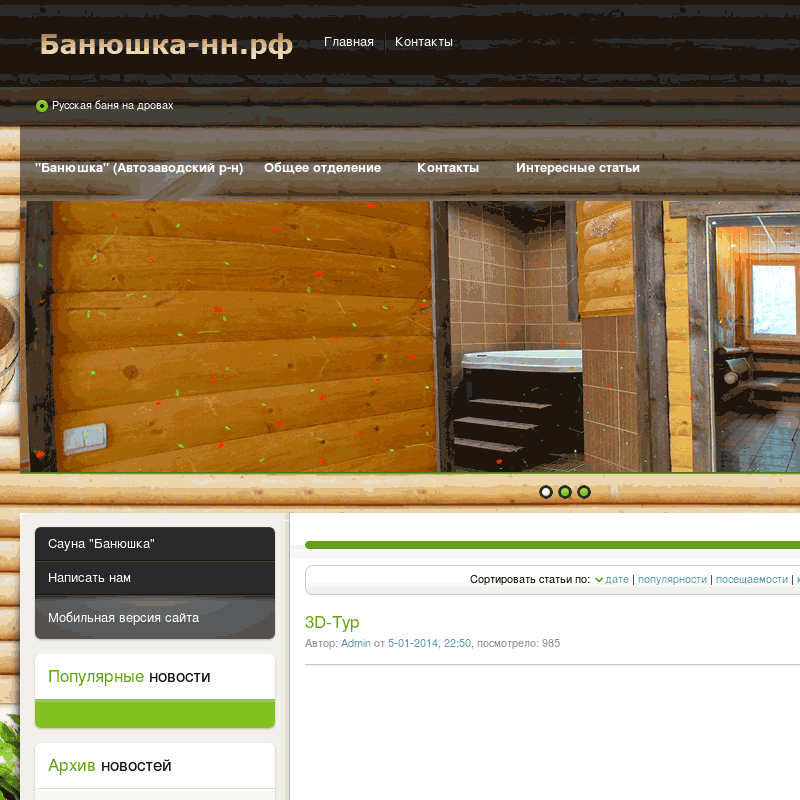 Банюшка-нн.рф
Главная Контакты
Русская баня на дровах
"Банюшка" (Автозаводский р-н) Общее отделение Контакты Интересные статьи
Сауна "Банюшка"
Написать нам
Мобильная версия сайта
Популярные новости
Архив новостей
Сортировать статьи по: дате | популярности | посещаемости |
3D-Тур
Автор: Admin от 5-01-2014, 22:50, посмотрело: 985